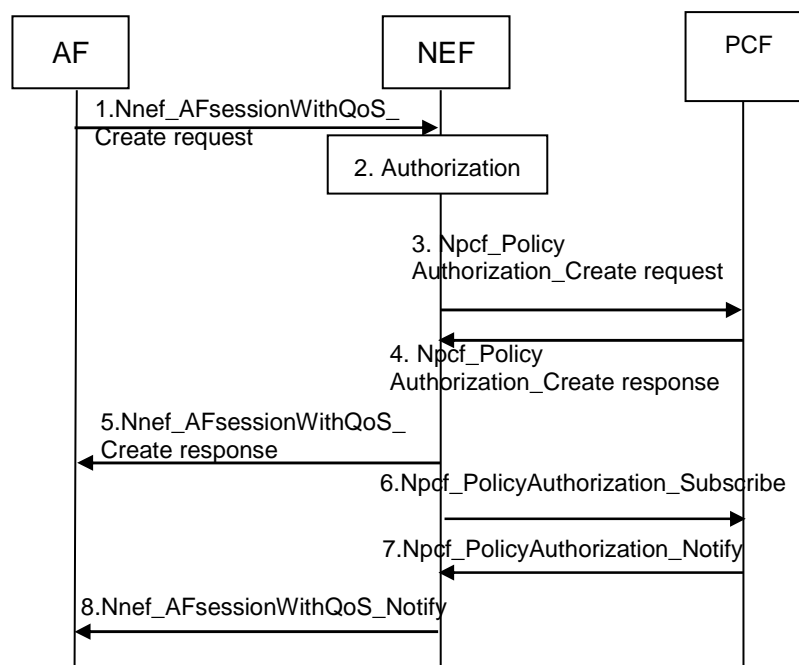 AF
NEF
PCF
1.Nnef_AFsessionWithQoS_
Create request
2. Authorization
3. Npcf_Policy
Authorization_Create request
4. Npcf_Policy
Authorization_Create response
5.Nnef_AFsessionWithQoS_
Create response
6.Npcf_PolicyAuthorization_Subscribe
7.Npcf_PolicyAuthorization_Notify
8.Nnef_AFsessionWithQoS_Notify